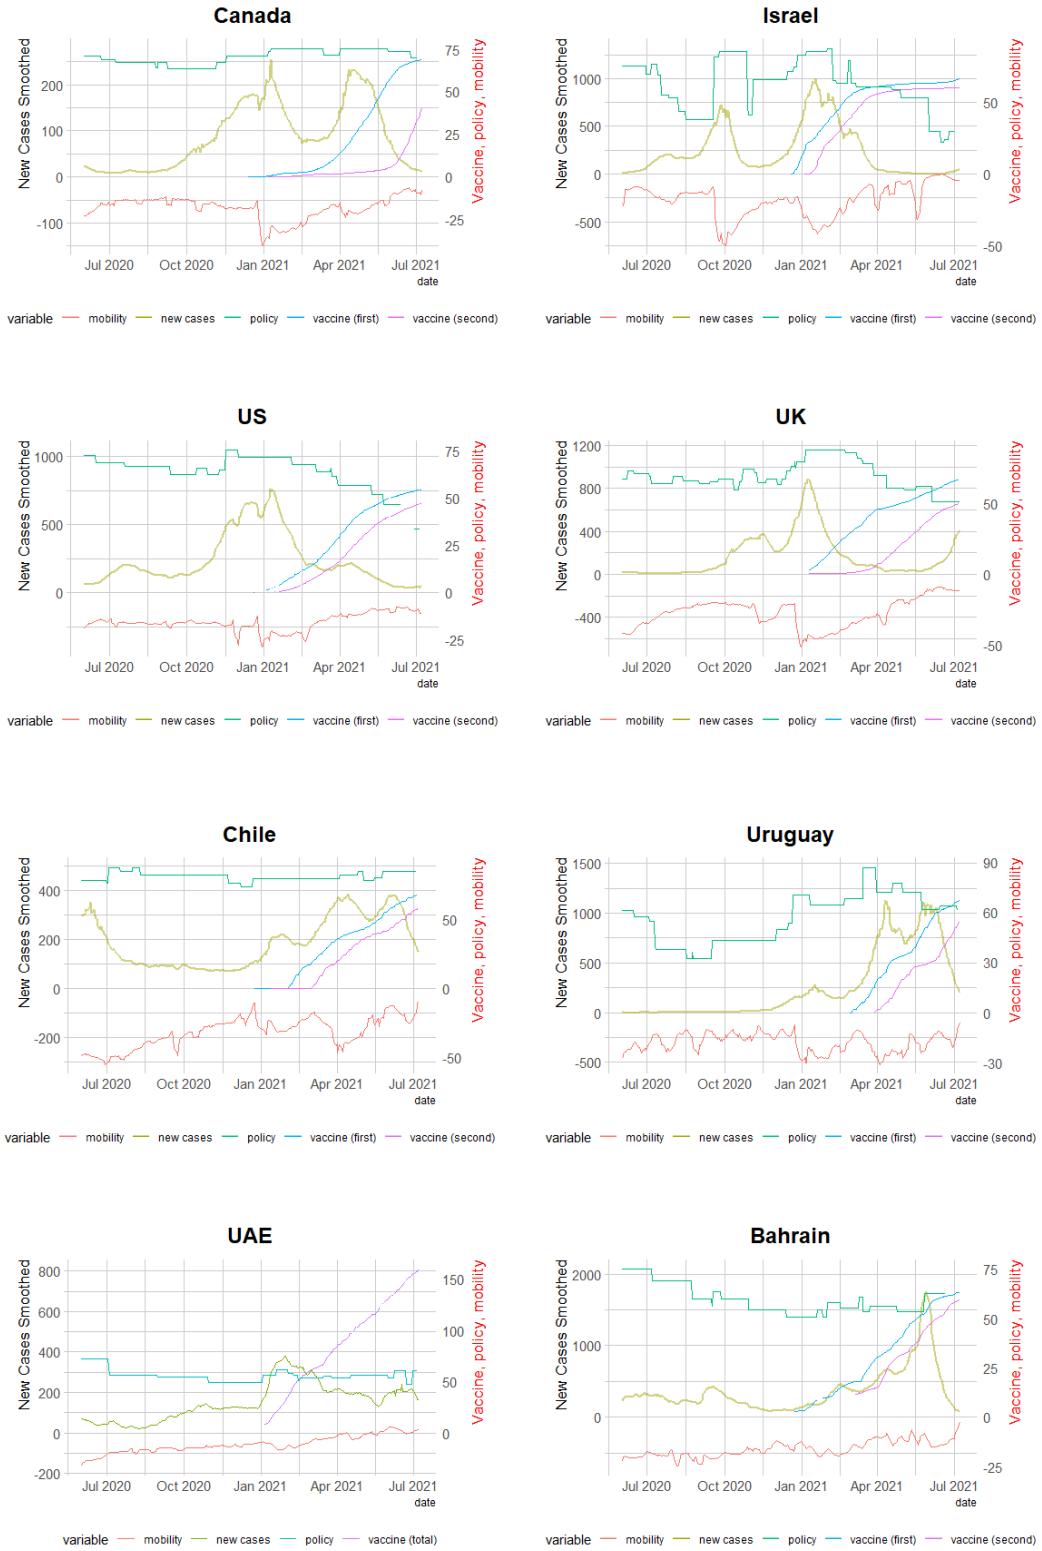 Canada
New Cases Smoothed
200
100
0
-100
75
50
25
0
-25
Vaccine, policy, mobility
Jul 2020 Oct 2020 Jan 2021 Apr 2021 Jul 2021
date
variable mobility new cases policy vaccine (first) vaccine (second)
Israel
New Cases Smoothed
1000
500
0
-500
50
0
-50
Vaccine, policy, mobility
Jul 2020 Oct 2020 Jan 2021 Apr 2021 Jul 2021
date
variable mobility new cases policy vaccine (first) vaccine (second)
US
New Cases Smoothed
1000
500
0
75
50
25
0
-25
Vaccine, policy, mobility
Jul 2020 Oct 2020 Jan 2021 Apr 2021 Jul 2021
date
variable mobility new cases policy vaccine (first) vaccine (second)
UK
New Cases Smoothed
1200
800
400
0
-400
50
0
-50
Vaccine, policy, mobility
Jul 2020 Oct 2020 Jan 2021 Apr 2021 Jul 2021
date
variable mobility new cases policy vaccine (first) vaccine (second)
Chile
New Cases Smoothed
400
200
0
-200
50
0
-50
Vaccine, policy, mobility
Jul 2020 Oct 2020 Jan 2021 Apr 2021 Jul 2021
date
variable mobility new cases policy vaccine (first) vaccine (second)
Uruguay
New Cases Smoothed
1500
1000
500
0
-500
90
60
30
0
-30
Vaccine, policy, mobility
Jul 2020 Oct 2020 Jan 2021 Apr 2021 Jul 2021
date
variable mobility new cases policy vaccine (first) vaccine (second)
UAE
New Cases Smoothed
800
600
400
200
0
-200
150
100
50
0
Vaccine, policy, mobility
Jul 2020 Oct 2020 Jan 2021 Apr 2021 Jul 2021
date
variable mobility new cases policy vaccine (total)
Bahrain
New Cases Smoothed
2000
1000
0
75
50
25
0
-25
Vaccine, policy, mobility
Jul 2020 Oct 2020 Jan 2021 Apr 2021 Jul 2021
date
variable mobility new cases policy vaccine (first) vaccine (second)